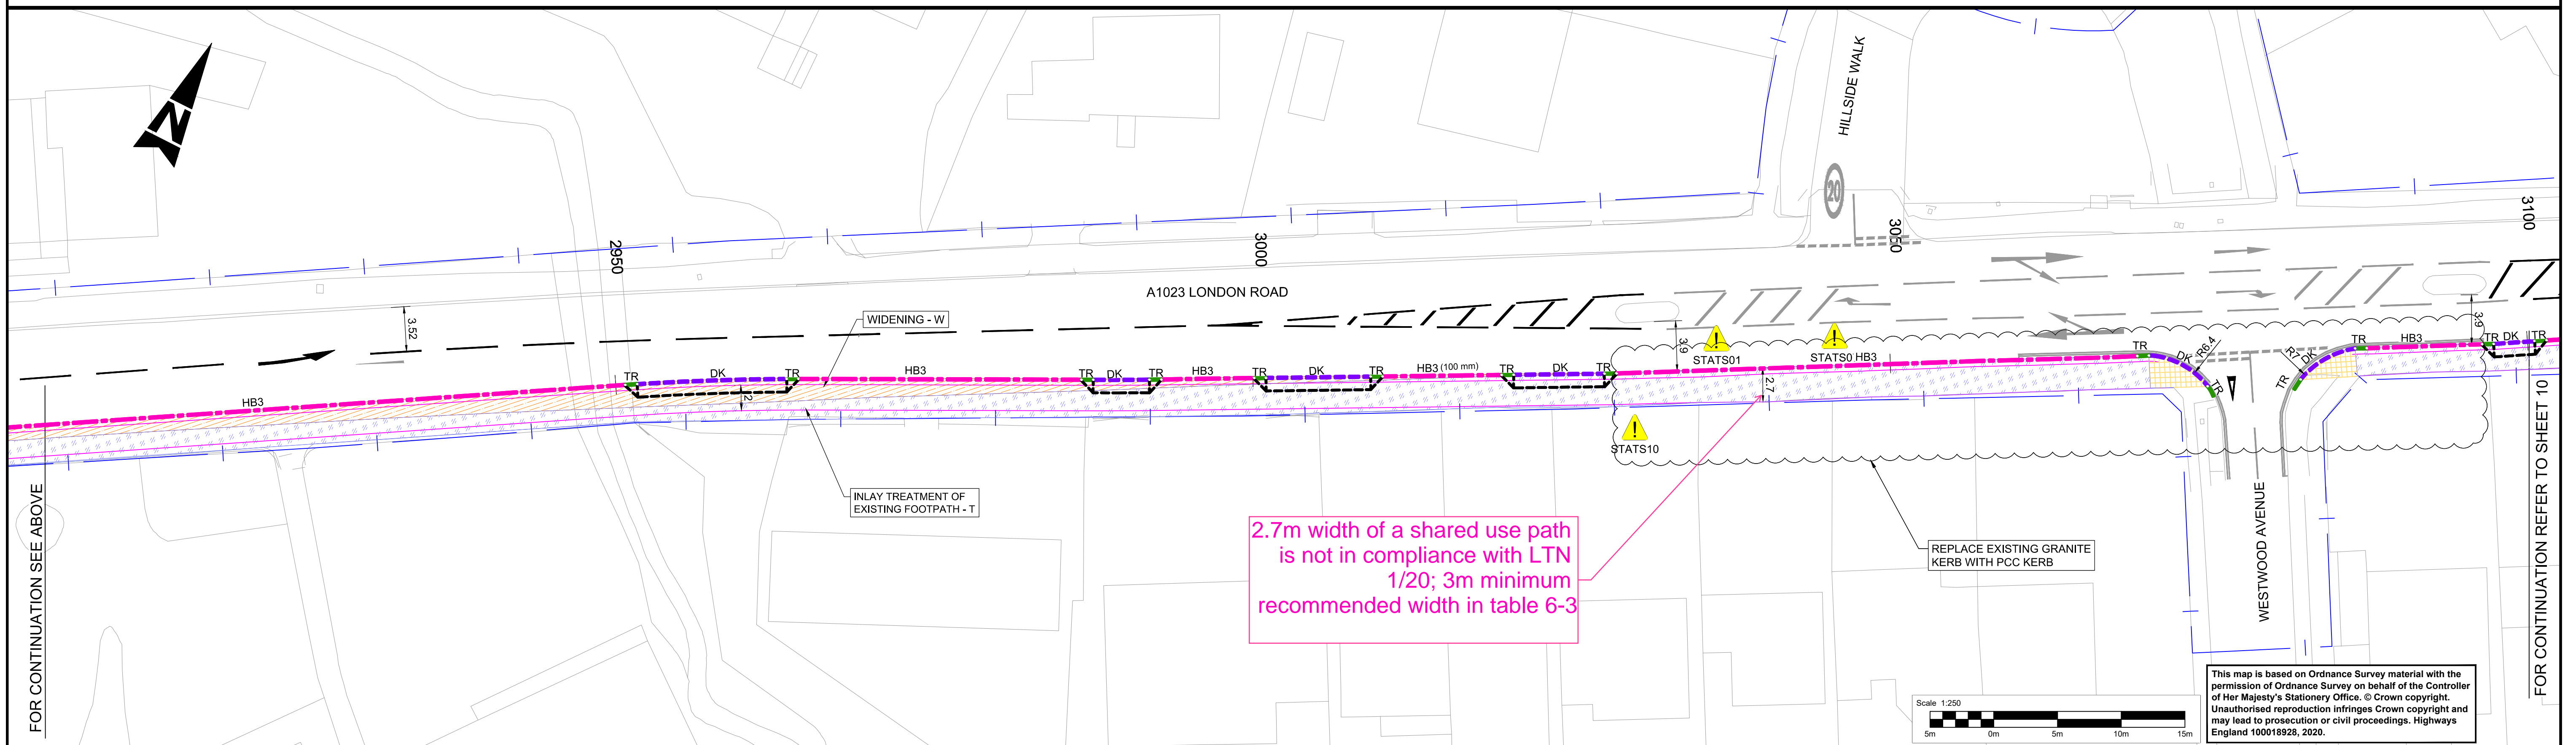 N
HILLSIDE WALK
20
2950
3000
3050
3100
A1023 LONDON ROAD
3.52
WIDENING - W
3.9
STATS01
STATS0
HB3
3.9
HB3
TR
DK
TR
2
HB3
TR
DK
TR
HB3
TR
DK
TR
HB3 (100 mm)
TR
DK
TR
2.7
TR
DK
R6.4
TR
R7
DK
TR
TR
HB3
TR
DK
TR
STATS10
INLAY TREATMENT OF
EXISTING FOOTPATH - T
2.7m width of a shared use path
is not in compliance with LTN
1/20; 3m minimum
recommended width in table 6-3
REPLACE EXISTING GRANITE
KERB WITH PCC KERB
WESTWOOD AVENUE
FOR CONTINUATION SEE ABOVE
FOR CONTINUATION REFER TO SHEET 10
Scale 1:250
5m 0m 5m 10m 15m
This map is based on Ordnance Survey material with the
permission of Ordnance Survey on behalf of the Controller
of Her Majesty's Stationery Office. © Crown copyright.
Unauthorised reproduction infringes Crown copyright and
may lead to prosecution or civil proceedings. Highways
England 100018928, 2020.